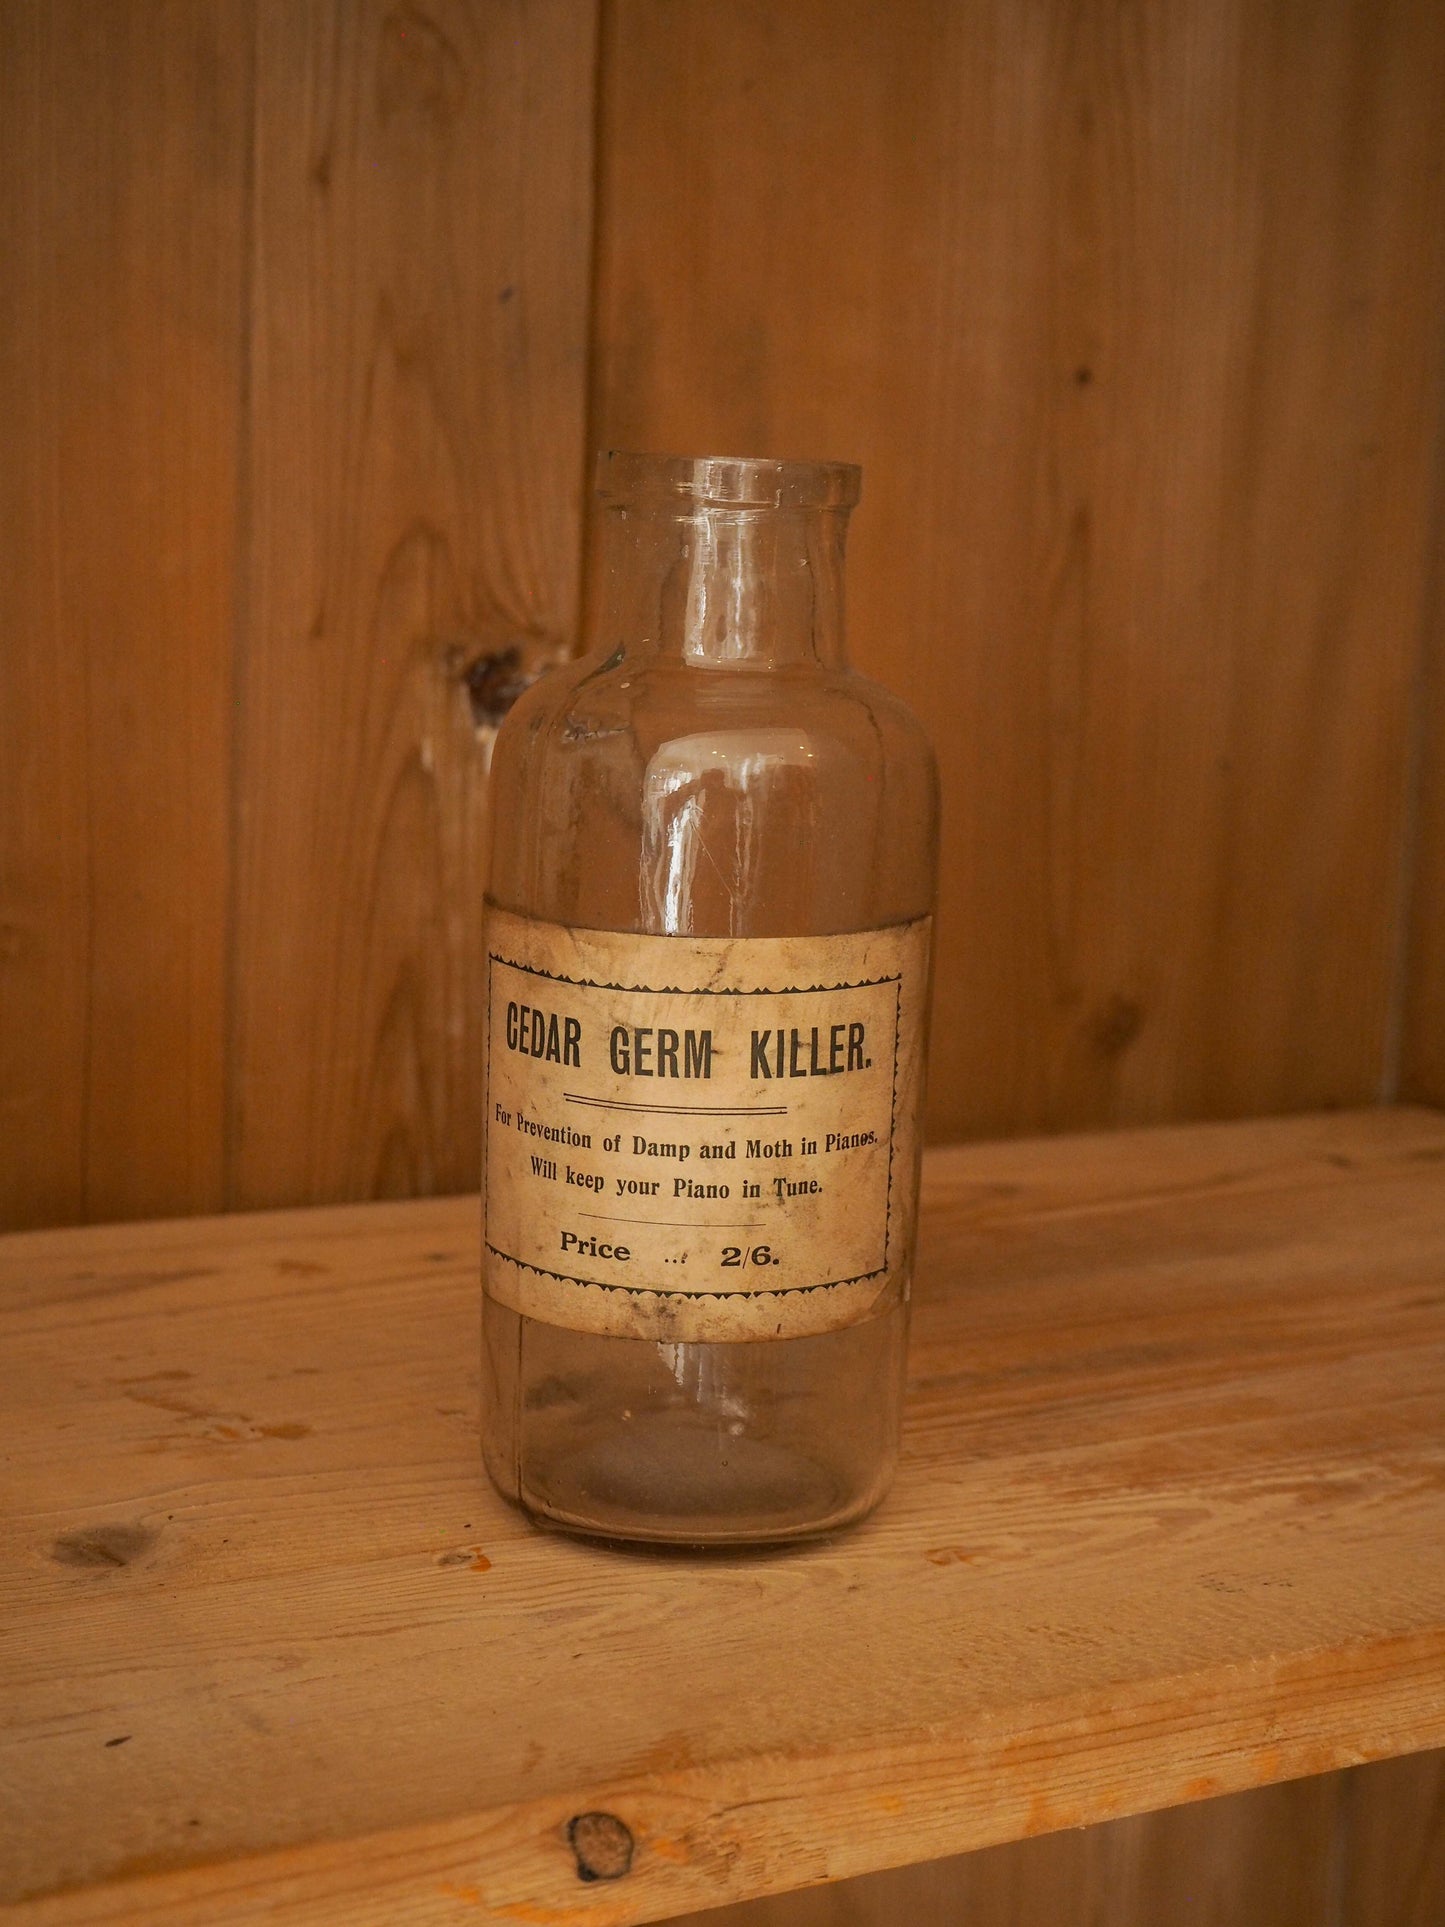 CEDAR GERM KILLER.
For Prevention of Damp and Moth in Pianos.
Will keep your Piano in Tune.
Price ... 2/6.